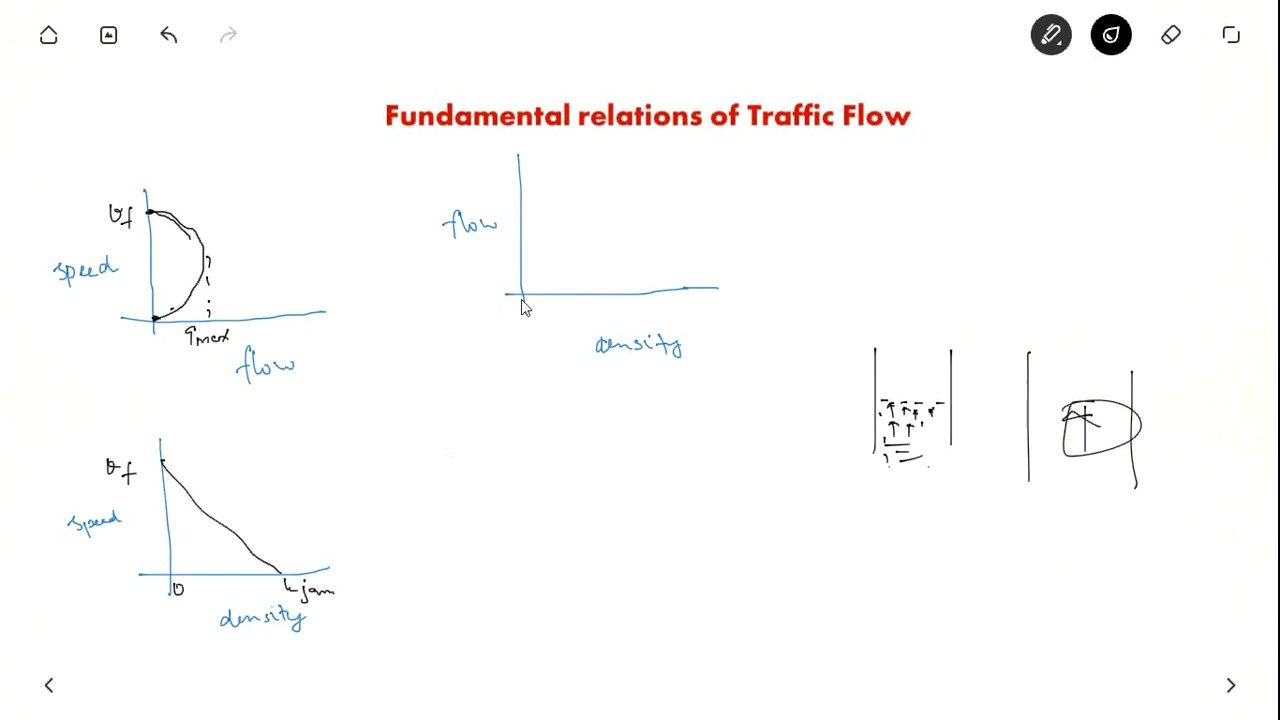 Fundamental relations of Traffic Flow
vf
speed
qmax
flow
flow
density
vf
speed
0
kjam
density